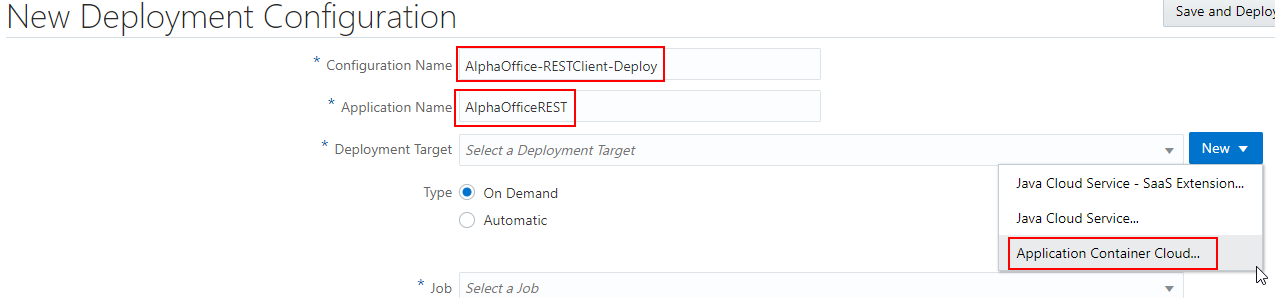 New Deployment Configuration
Save and Deploy
* Configuration Name AlphaOffice-RESTClient-Deploy
* Application Name AlphaOfficeREST
* Deployment Target Select a Deployment Target New
Java Cloud Service - SaaS Extension...
Type On Demand
Java Cloud Service...
Automatic
Application Container Cloud...
* Job Select a Job